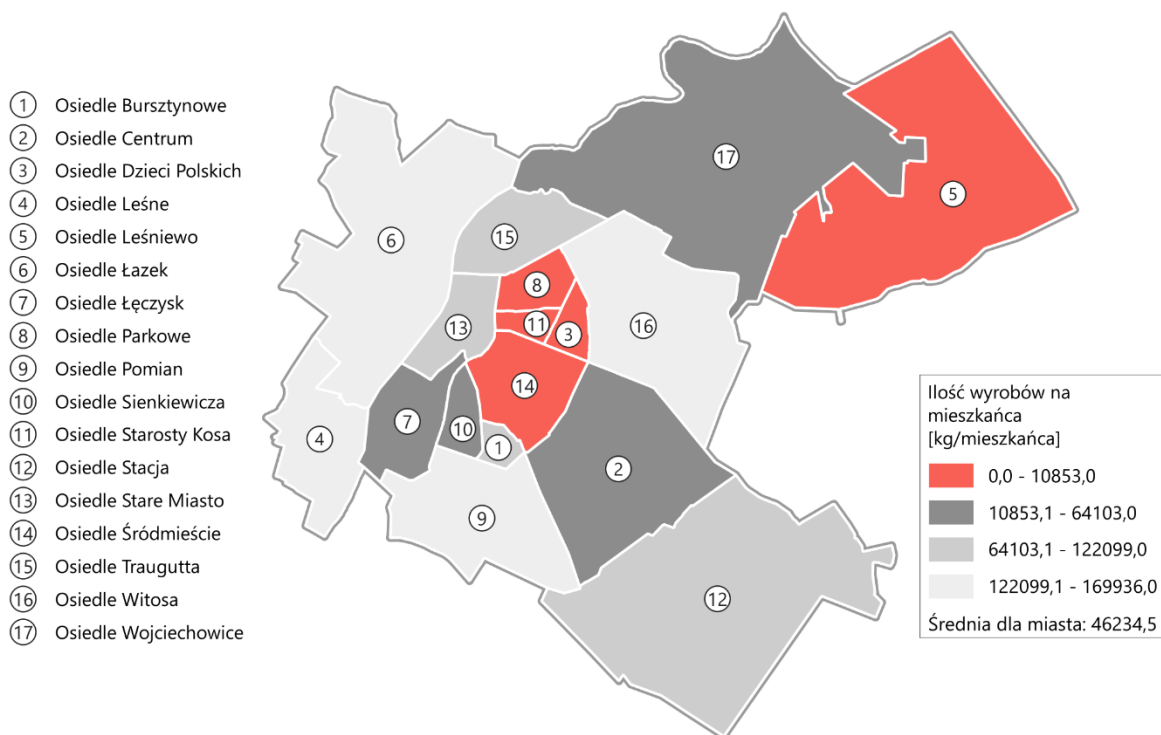 1 Osiedle Bursztynowe
2 Osiedle Centrum
3 Osiedle Dzieci Polskich
4 Osiedle Leśne
5 Osiedle Leśniewo
6 Osiedle Łazek
7 Osiedle Łęczysk
8 Osiedle Parkowe
9 Osiedle Pomian
10 Osiedle Sienkiewicza
11 Osiedle Starosty Kosa
12 Osiedle Stacja
13 Osiedle Stare Miasto
14 Osiedle Śródmieście
15 Osiedle Traugutta
16 Osiedle Witosa
17 Osiedle Wojciechowice
17
5
6
15
8
11
3
13
16
14
7
10
4
1
2
9
12
Ilość wyrobów na
mieszkańca
[kg/mieszkańca]
0,0 - 10853,0
10853,1 - 64103,0
64103,1 - 122099,0
122099,1 - 169936,0
Średnia dla miasta: 46234,5